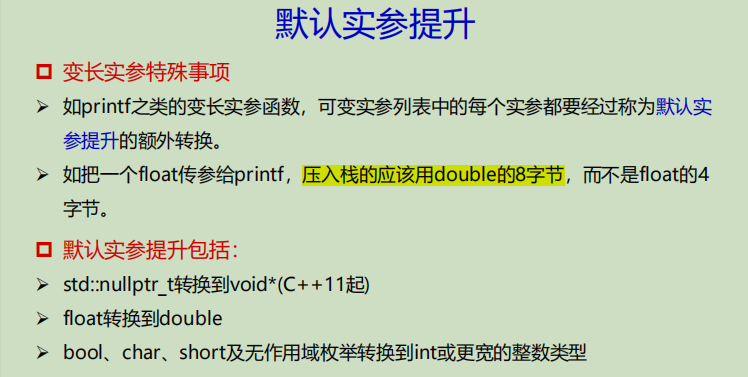 默认实参提升
变长实参特殊事项
如printf之类的变长实参函数，可变实参列表中的每个实参都要经过称为默认实
参提升的额外转换。
如把一个float传参给printf，压入栈的应该用double的8字节，而不是float的4
字节。
默认实参提升包括：
std::nullptr_t转换到void*(C++11起)
float转换到double
bool、char、short及无作用域枚举转换到int或更宽的整数类型